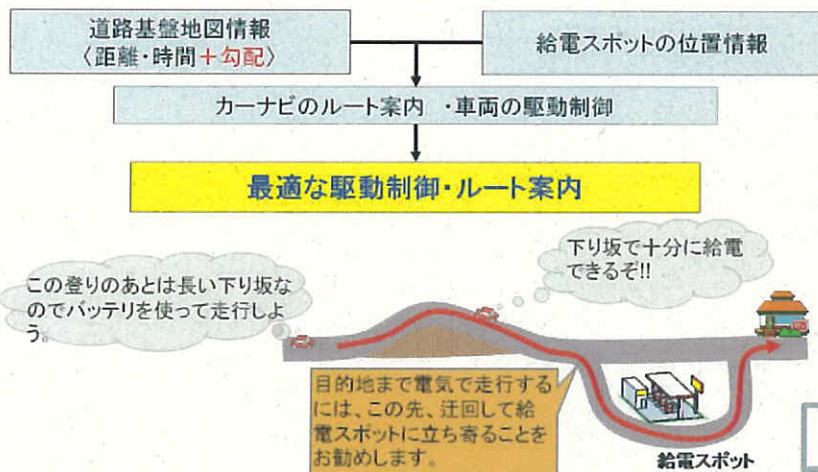 道路基盤地図情報
〈距離・時間＋勾配〉
給電スポットの位置情報
カーナビのルート案内　・車両の駆動制御
最適な駆動制御・ルート案内
この登りのあとは長い下り坂な
のでバッテリを使って走行しよ
う。
下り坂で十分に給電
できるぞ!!
目的地まで電気で走行する
には、この先、迂回して給
電スポットに立ち寄ることを
お勧めします。
給電スポット